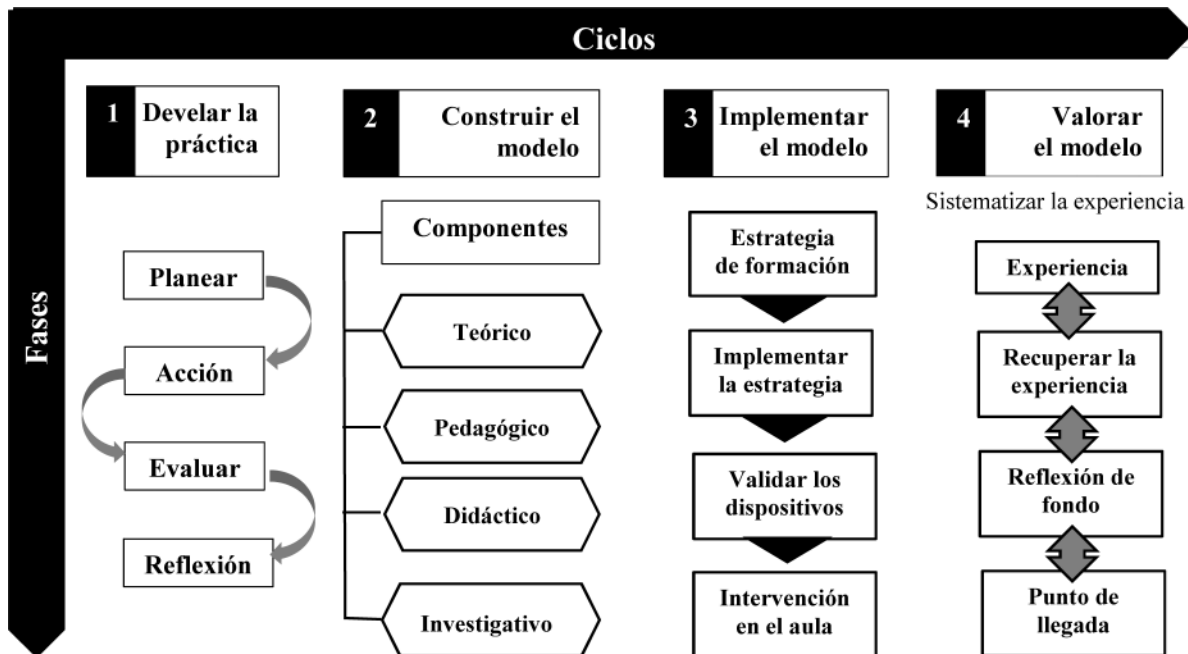 Ciclos
Fases
1
Develar la
práctica
Planear
Acción
Evaluar
Reflexión
2
Construir el
modelo
Componentes
Teórico
Pedagógico
Didáctico
Investigativo
3
Implementar
el modelo
Estrategia
de formación
Implementar
la estrategia
Validar los
dispositivos
Intervención
en el aula
4
Valorar
el modelo
Sistematizar la experiencia
Experiencia
Recuperar la
experiencia
Reflexión de
fondo
Punto de
llegada